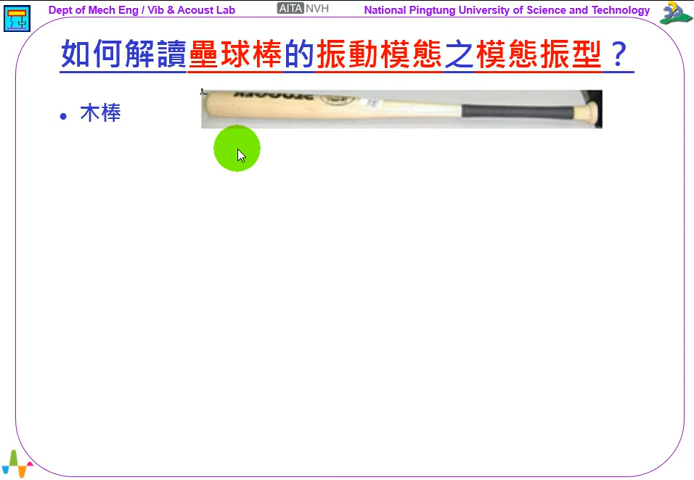 Dept of Mech Eng / Vib & Acoust Lab
AITA NVH
National Pingtung University of Science and Technology
如何解讀壘球棒的振動模態之模態振型？
• 木棒